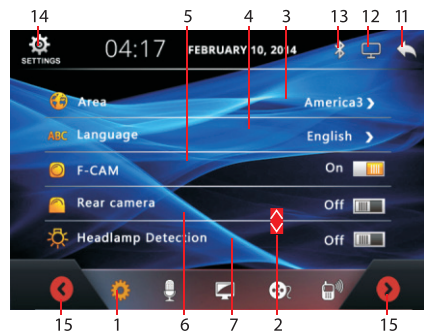 14 5 4 3 13 12 11
SETTINGS 04:17 FEBRUARY 10, 2014
Area America3
ABC Language English
F-CAM On
Rear camera Off
Headlamp Detection Off
15 1 6 7 2 15